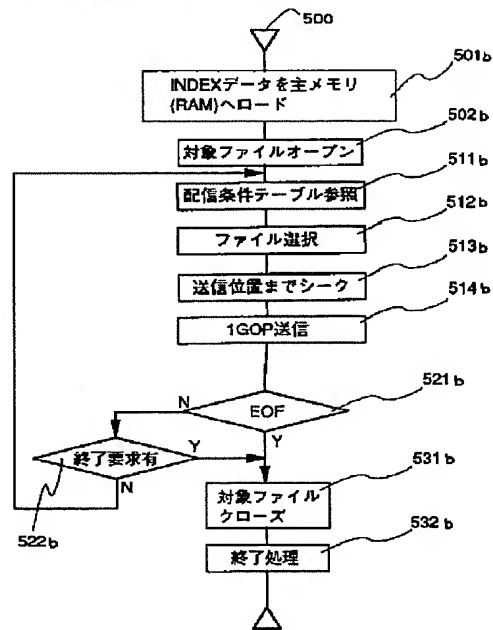 500
INDEXデータを主メモリ
(RAM)へロード
501b
対象ファイルオープン
502b
配信条件テーブル参照
511b
ファイル選択
512b
送信位置までシーク
513b
1GOP送信
514b
N
EOF
521b
Y
終了要求有
Y
N
522b
対象ファイル
クローズ
531b
終了処理
532b